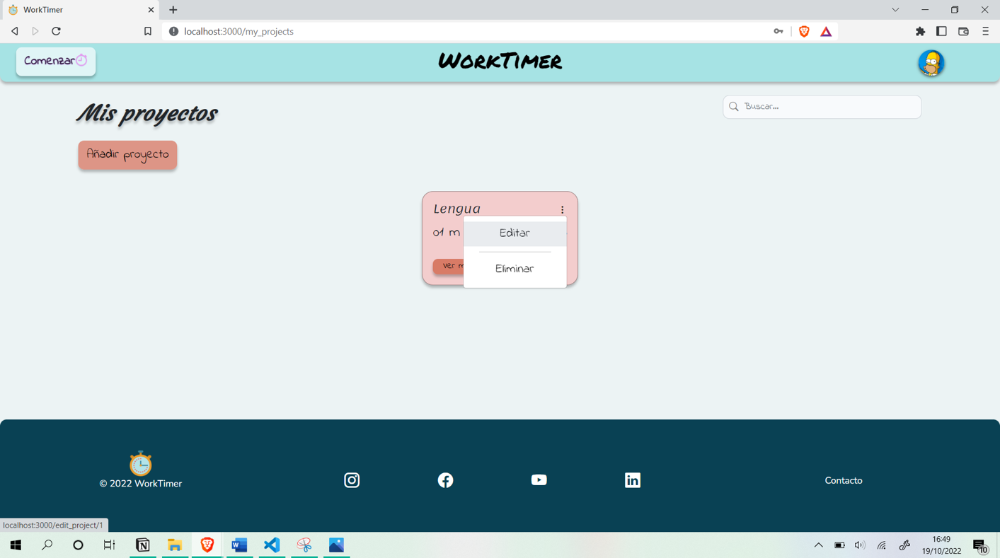 WorkTimer
localhost:3000/my_projects
Comenzar
WorkTimer
Mis proyectos
Buscar...
Añadir proyecto
Lengua
01 m
Editar
ver m
Eliminar
© 2022 WorkTimer
Contacto
localhost:3000/edit_project/1
16:49
19/10/2022
10